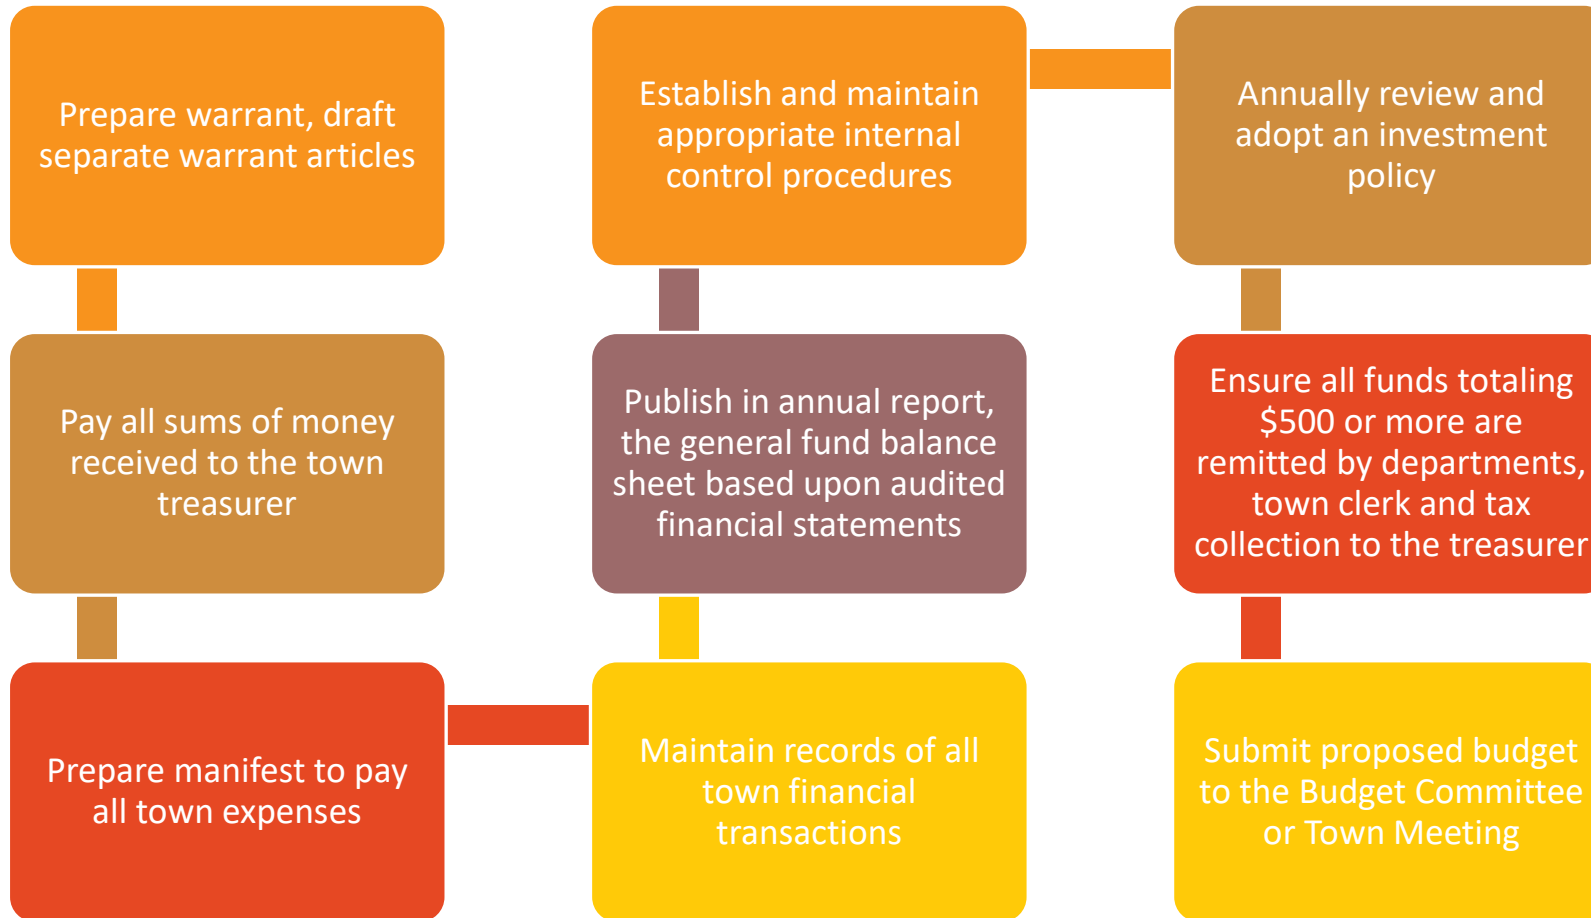 Prepare warrant, draft
separate warrant articles
Pay all sums of money
received to the town
treasurer
Prepare manifest to pay
all town expenses
Maintain records of all
town financial
transactions
Publish in annual report,
the general fund balance
sheet based upon audited
financial statements
Establish and maintain
appropriate internal
control procedures
Annually review and
adopt an investment
policy
Ensure all funds totaling
$500 or more are
remitted by departments,
town clerk and tax
collection to the treasurer
Submit proposed budget
to the Budget Committee
or Town Meeting